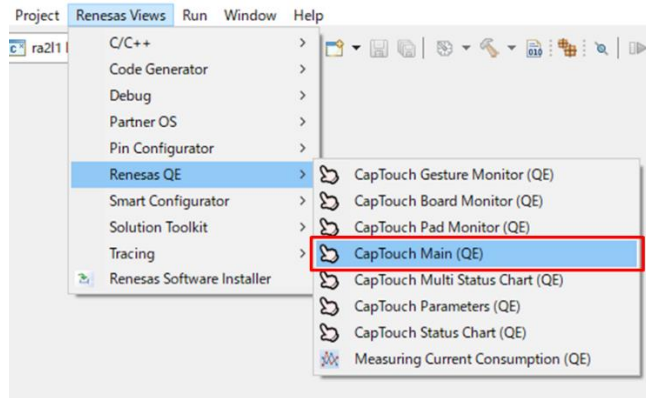 Project Renesas Views Run Window Help
ra2l1
C/C++
Code Generator
Debug
Partner OS
Pin Configurator
Renesas QE
Smart Configurator
Solution Toolkit
Tracing
Renesas Software Installer
CapTouch Gesture Monitor (QE)
CapTouch Board Monitor (QE)
CapTouch Pad Monitor (QE)
CapTouch Main (QE)
CapTouch Multi Status Chart (QE)
CapTouch Parameters (QE)
CapTouch Status Chart (QE)
Measuring Current Consumption (QE)